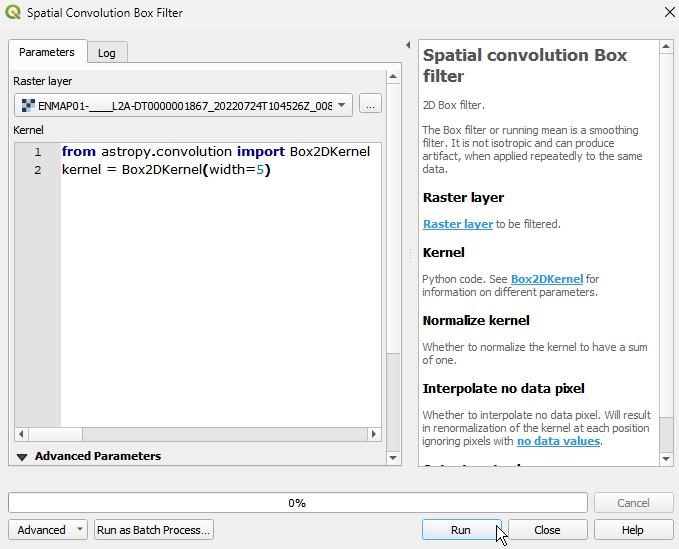 Spatial Convolution Box Filter
Parameters
Log
Raster layer
ENMAP01-____L2A-DT0000001867_20220724T104526Z_008
...
Kernel
1 from astropy.convolution import Box2DKernel
2 kernel = Box2DKernel(width=5)
Advanced Parameters
Spatial convolution Box
filter
2D Box filter.
The Box filter or running mean is a smoothing
filter. It is not isotropic and can produce
artifact, when applied repeatedly to the same
data.
Raster layer
Raster layer to be filtered.
Kernel
Python code. See Box2DKernel for
information on different parameters.
Normalize kernel
Whether to normalize the kernel to have a sum
of one.
Interpolate no data pixel
Whether to interpolate no data pixel. Will result
in renormalization of the kernel at each position
ignoring pixels with no data values.
0%
Cancel
Advanced
Run as Batch Process...
Run
Close
Help